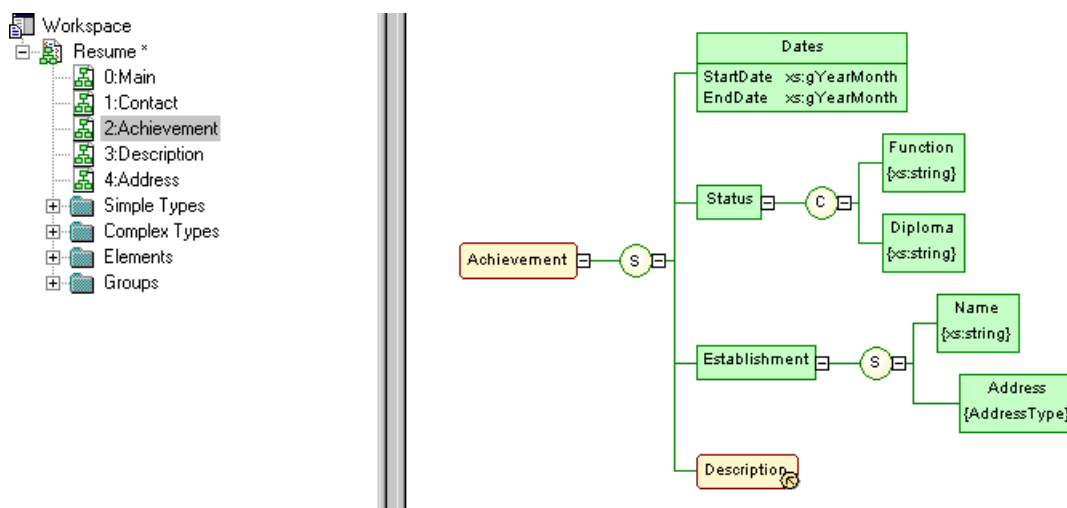 Workspace
Resume *
0:Main
1:Contact
2:Achievement
3:Description
4:Address
Simple Types
Complex Types
Elements
Groups
Dates
StartDate xs:gYearMonth
EndDate xs:gYearMonth
Function
{xs:string}
Status
C
Diploma
{xs:string}
Achievement
S
Name
{xs:string}
Establishment
S
Address
{AddressType}
Description